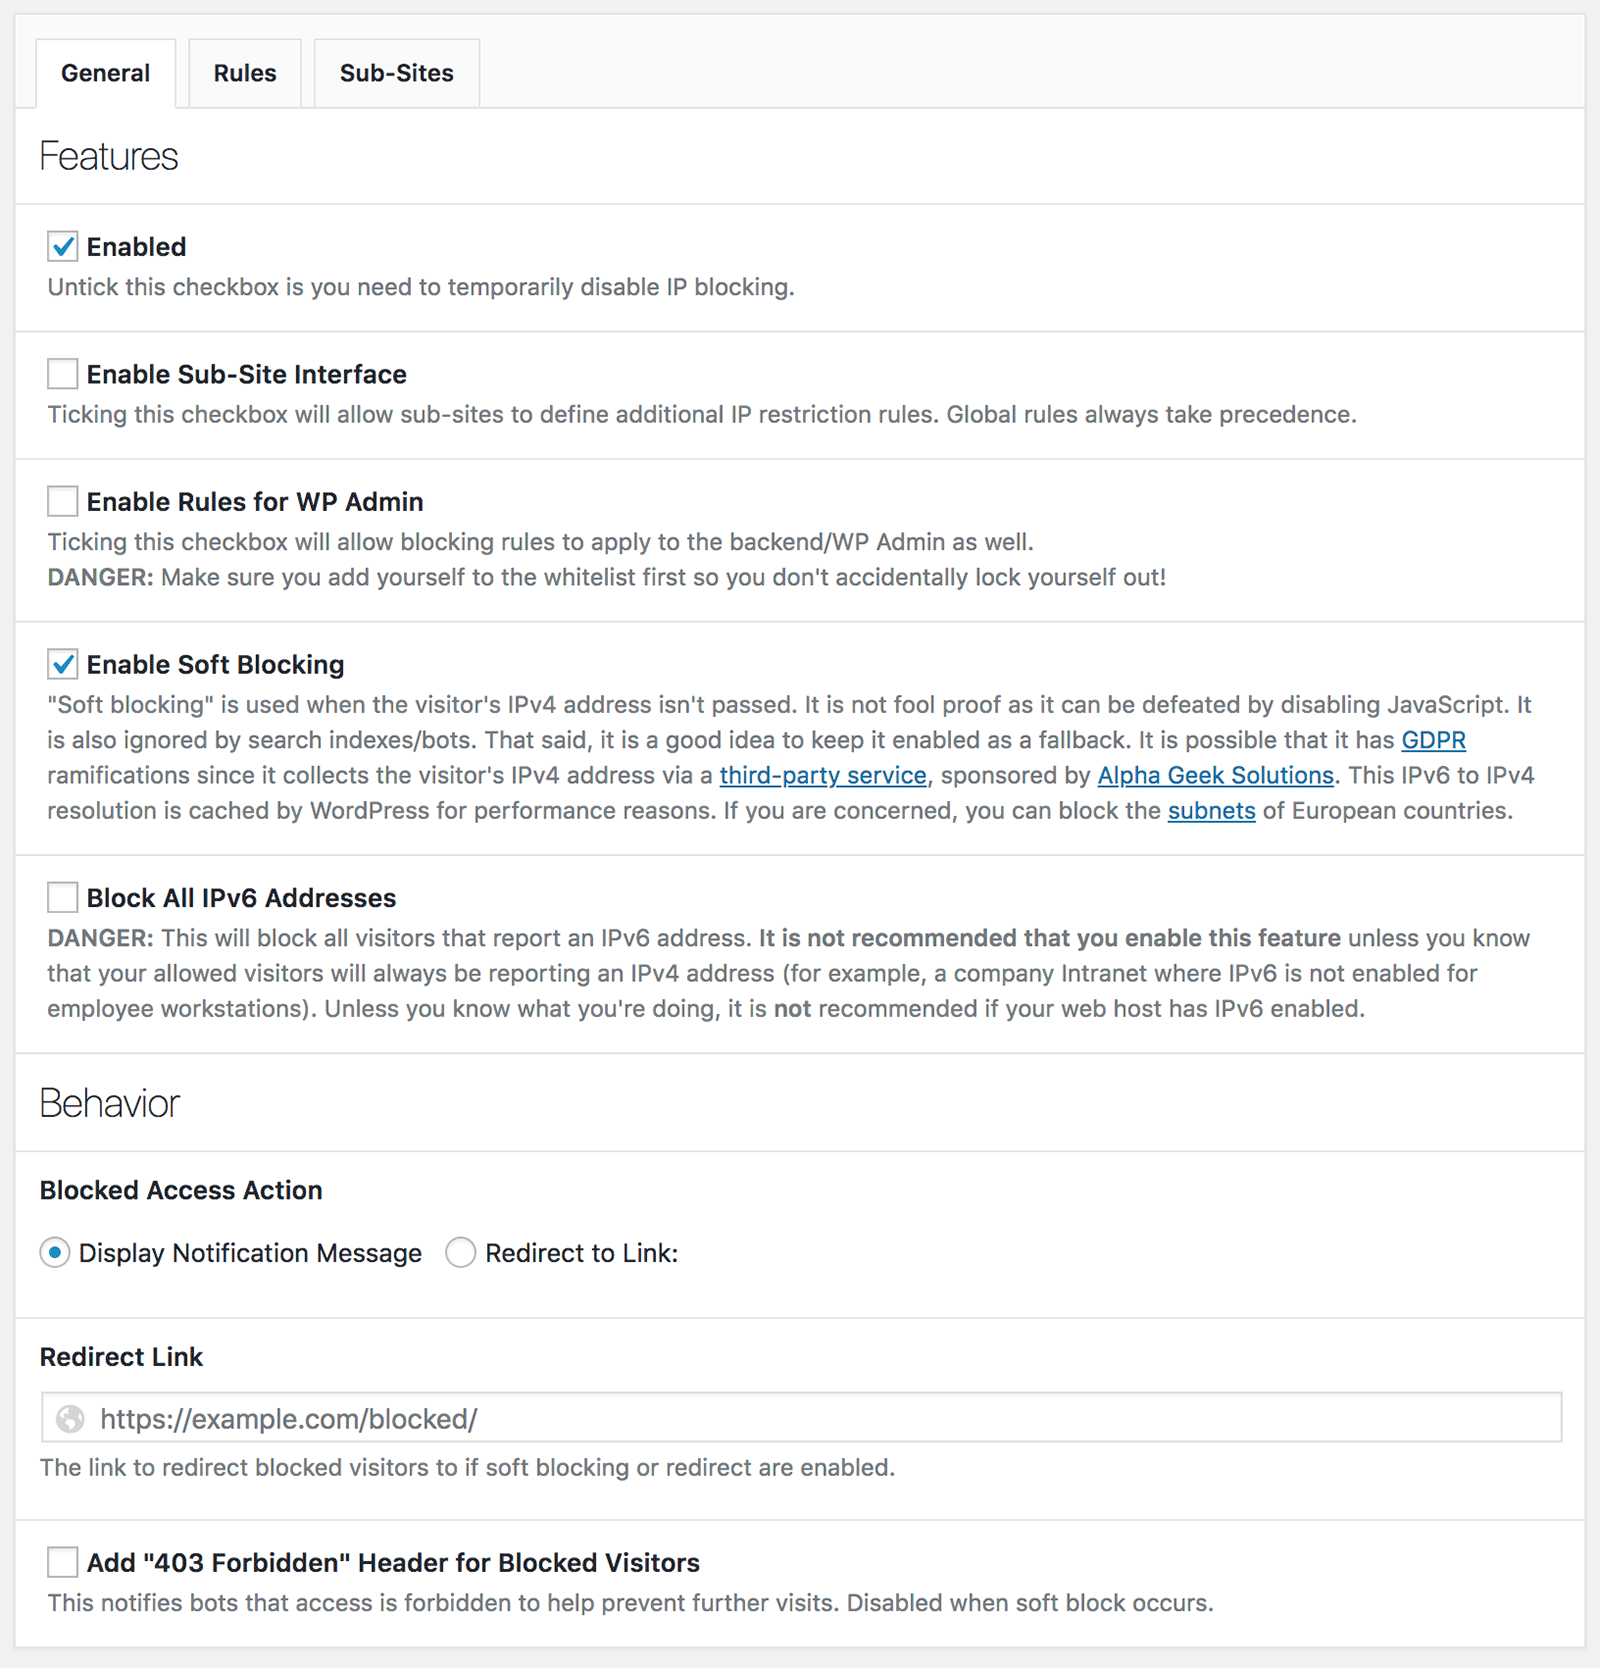 General
Rules
Sub-Sites
Features
Enabled
Untick this checkbox is you need to temporarily disable IP blocking.
Enable Sub-Site Interface
Ticking this checkbox will allow sub-sites to define additional IP restriction rules. Global rules always take precedence.
Enable Rules for WP Admin
Ticking this checkbox will allow blocking rules to apply to the backend/WP Admin as well.
DANGER: Make sure you add yourself to the whitelist first so you don't accidentally lock yourself out!
Enable Soft Blocking
"Soft blocking" is used when the visitor's IPv4 address isn't passed. It is not fool proof as it can be defeated by disabling JavaScript. It
is also ignored by search indexes/bots. That said, it is a good idea to keep it enabled as a fallback. It is possible that it has GDPR
ramifications since it collects the visitor's IPv4 address via a third-party service, sponsored by Alpha Geek Solutions. This IPv6 to IPv4
resolution is cached by WordPress for performance reasons. If you are concerned, you can block the subnets of European countries.
Block All IPv6 Addresses
DANGER: This will block all visitors that report an IPv6 address. It is not recommended that you enable this feature unless you know
that your allowed visitors will always be reporting an IPv4 address (for example, a company Intranet where IPv6 is not enabled for
employee workstations). Unless you know what you're doing, it is not recommended if your web host has IPv6 enabled.
Behavior
Blocked Access Action
Display Notification Message
Redirect to Link:
Redirect Link
https://example.com/blocked/
The link to redirect blocked visitors to if soft blocking or redirect are enabled.
Add "403 Forbidden" Header for Blocked Visitors
This notifies bots that access is forbidden to help prevent further visits. Disabled when soft block occurs.